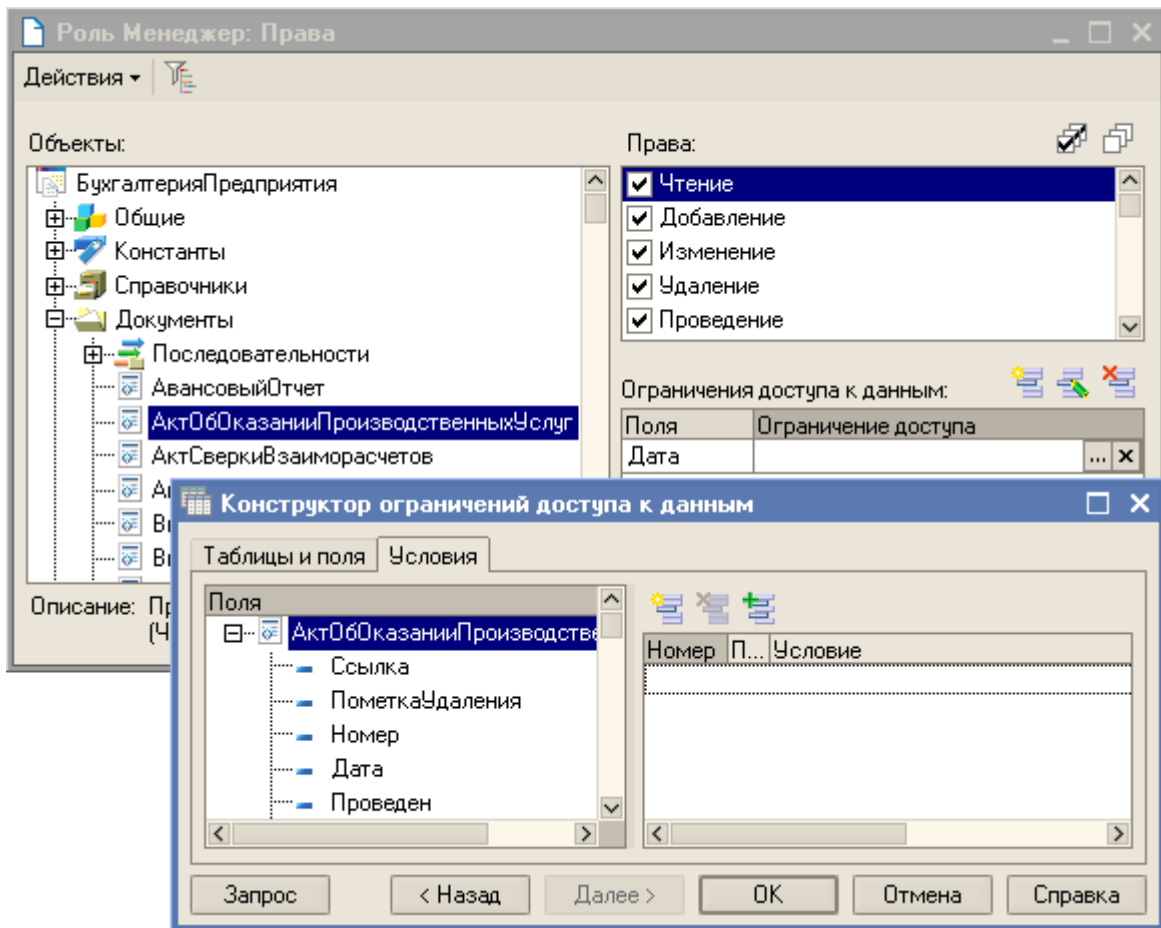 Роль Менеджер: Права
Действия
Объекты:
Права:
БухгалтерияПредприятия
Общие
Константы
Справочники
Документы
Последовательности
АвансовыйОтчет
АктОбОказанииПроизводственныхУслуг
АктСверкиВзаиморасчетов
Чтение
Добавление
Изменение
Удаление
Проведение
Ограничения доступа к данным:
Поля Ограничение доступа
Дата ...
Описание:
Конструктор ограничений доступа к данным
Таблицы и поля Условия
Поля
АктОбОказанииПроизводстве
Ссылка
ПометкаУдаления
Номер
Дата
Проведен
Номер П... Условие
Запрос < Назад Далее > OK Отмена Справка